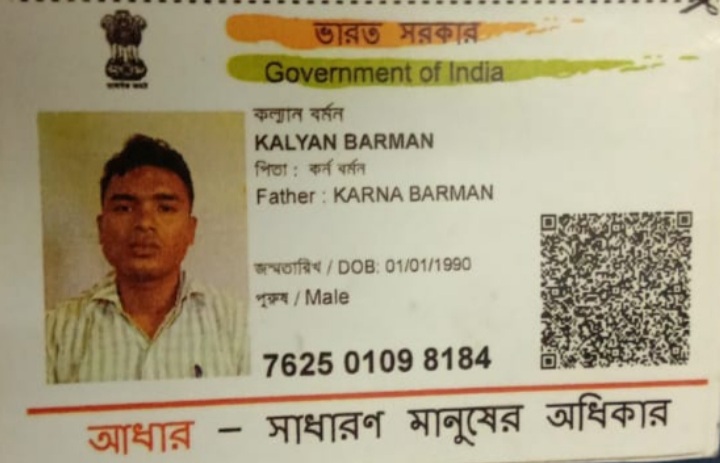 ভারত সরকার
Government of India
কল্যান বর্মন
KALYAN BARMAN
পিতা : কর্ন বর্মন
Father : KARNA BARMAN
জন্মতারিখ / DOB: 01/01/1990
পুরুষ / Male
7625 0109 8184
আধার – সাধারণ মানুষের অধিকার